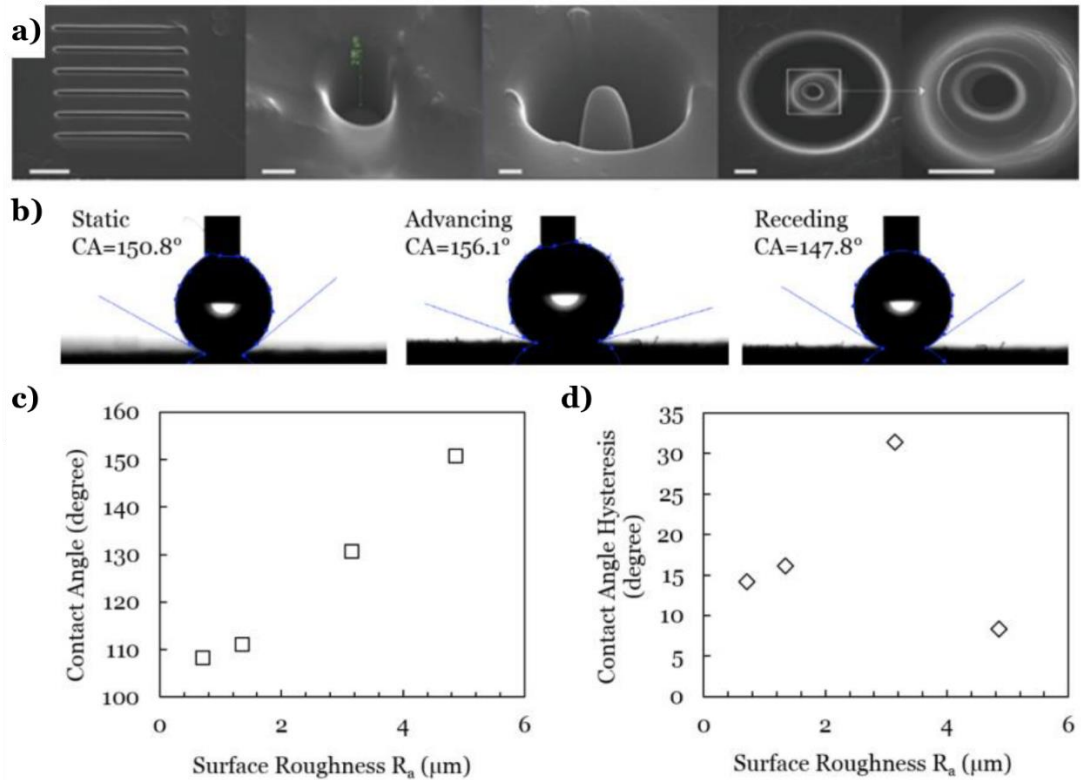 a)
b)
Static
CA=150.8°
Advancing
CA=156.1°
Receding
CA=147.8°
c)
160
150
140
130
120
110
100
0
2
4
6
Contact Angle (degree)
Surface Roughness Ra (μm)
d)
35
30
25
20
15
10
5
0
0
2
4
6
Contact Angle Hysteresis
(degree)
Surface Roughness Ra (μm)